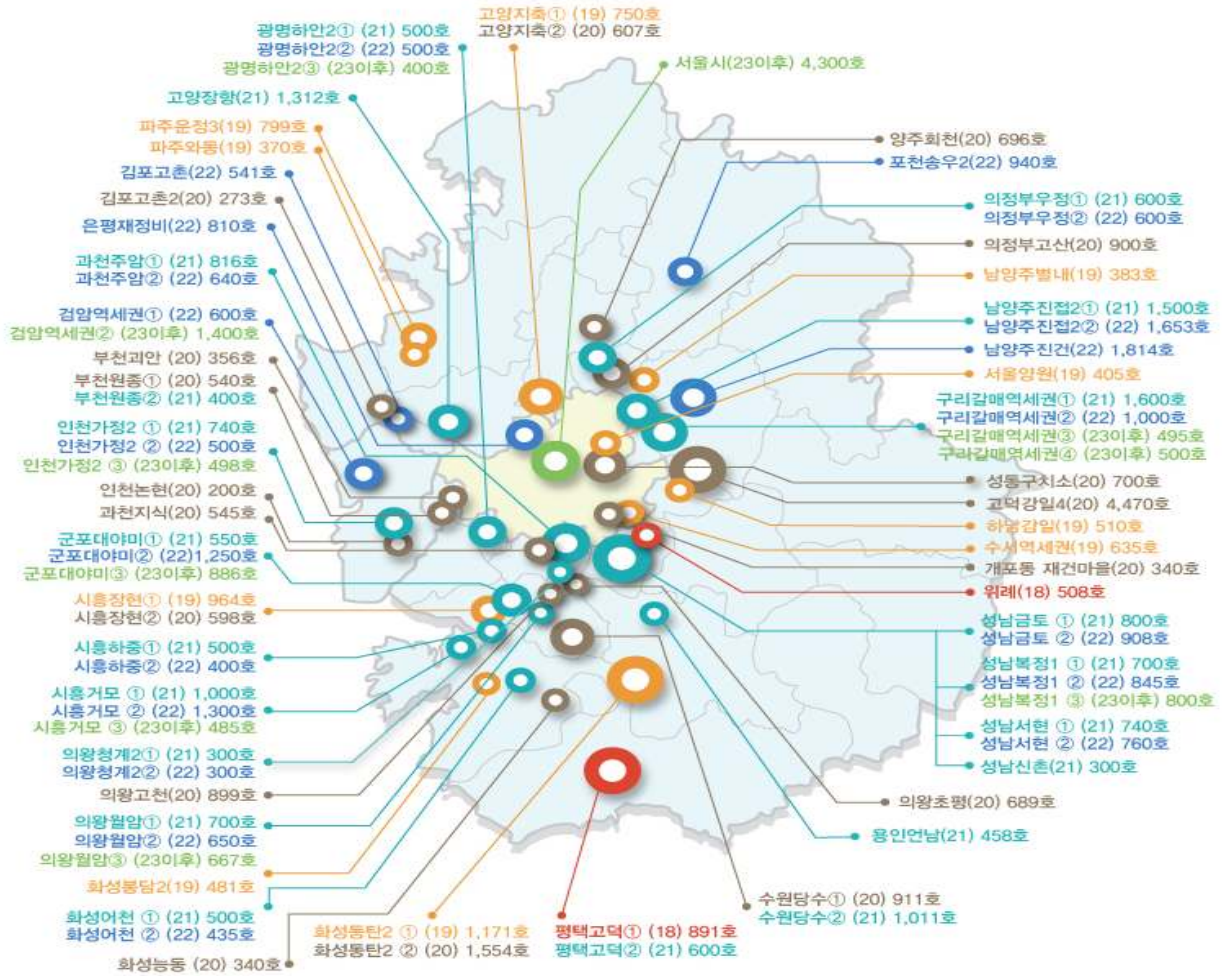 고양지축① (19) 750호
고양지축② (20) 607호
광명하안2① (21) 500호
광명하안2② (22) 500호
광명하안2③ (23이후) 400호
고양장항(21) 1,312호
파주운정3(19) 799호
파주와동(19) 370호
김포고촌(22) 541호
김포고촌2(20) 273호
은평재정비(22) 810호
과천주암① (21) 816호
과천주암② (22) 640호
검암역세권① (22) 600호
검암역세권② (23이후) 1,400호
부천괴안 (20) 356호
부천원종① (20) 540호
부천원종② (21) 400호
인천가정2 ① (21) 740호
인천가정2 ② (22) 500호
인천가정2 ③ (23이후) 498호
인천논현(20) 200호
과천지식(20) 545호
군포대야미① (21) 550호
군포대야미② (22)1,250호
군포대야미③ (23이후) 886호
시흥장현① (19) 964호
시흥장현② (20) 598호
시흥하중① (21) 500호
시흥하중② (22) 400호
시흥거모 ① (21) 1,000호
시흥거모 ② (22) 1,300호
시흥거모 ③ (23이후) 485호
의왕청계2① (21) 300호
의왕청계2② (22) 300호
의왕고천(20) 899호
의왕월암① (21) 700호
의왕월암② (22) 650호
의왕월암③ (23이후) 667호
화성봉담2(19) 481호
화성어천 ① (21) 500호
화성어천 ② (22) 435호
화성능동 (20) 340호
서울시(23이후) 4,300호
양주회천(20) 696호
포천송우2(22) 940호
의정부우정① (21) 600호
의정부우정② (22) 600호
의정부고산(20) 900호
남양주별내(19) 383호
남양주진접2① (21) 1,500호
남양주진접2② (22) 1,653호
남양주진건(22) 1,814호
서울양원(19) 405호
구리갈매역세권① (21) 1,600호
구리갈매역세권② (22) 1,000호
구리갈매역세권③ (23이후) 495호
구리갈매역세권④ (23이후) 500호
성동구치소(20) 700호
고덕강일4(20) 4,470호
하남감일(19) 510호
수서역세권(19) 635호
개포동 재건마을(20) 340호
위례(18) 508호
성남금토 ① (21) 800호
성남금토 ② (22) 908호
성남복정1 ① (21) 700호
성남복정1 ② (22) 845호
성남복정1 ③ (23이후) 800호
성남서현 ① (21) 740호
성남서현 ② (22) 760호
성남신촌(21) 300호
의왕초평(20) 689호
용인언남(21) 458호
수원당수① (20) 911호
수원당수② (21) 1,011호
화성동탄2 ① (19) 1,171호
화성동탄2 ② (20) 1,554호
평택고덕① (18) 891호
평택고덕② (21) 600호